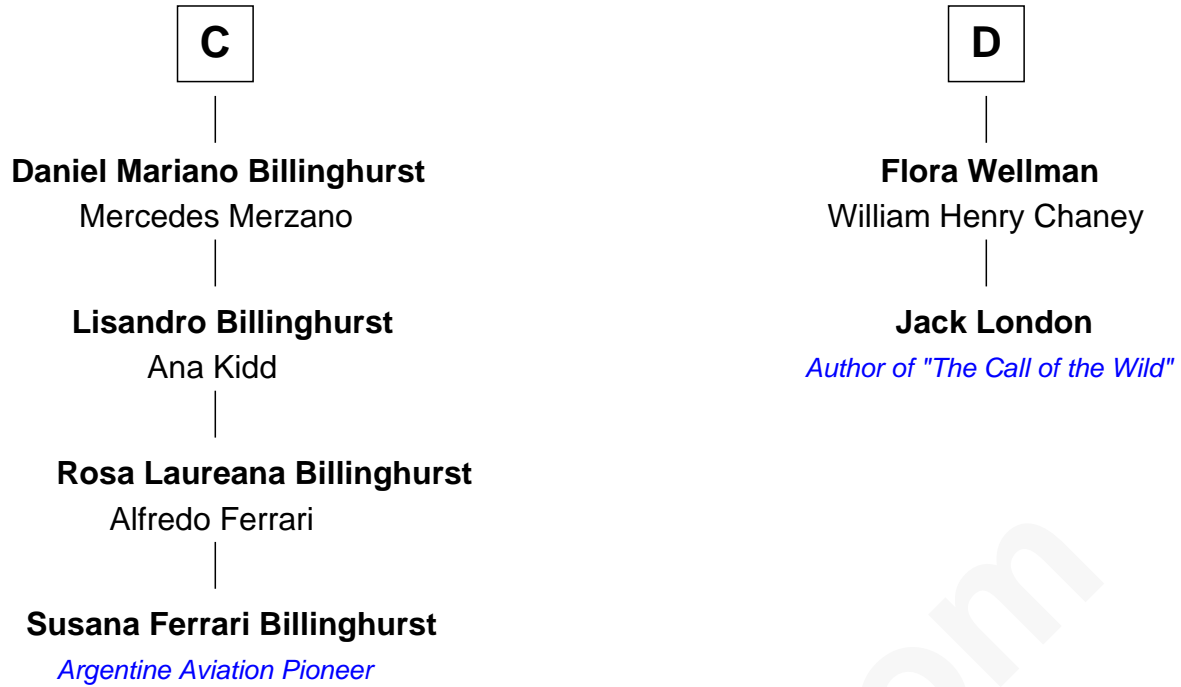 C
Daniel Mariano Billinghurst
Mercedes Merzano
Lisandro Billinghurst
Ana Kidd
Rosa Laureana Billinghurst
Alfredo Ferrari
Susana Ferrari Billinghurst
Argentine Aviation Pioneer
D
Flora Wellman
William Henry Chaney
Jack London
Author of "The Call of the Wild"
om